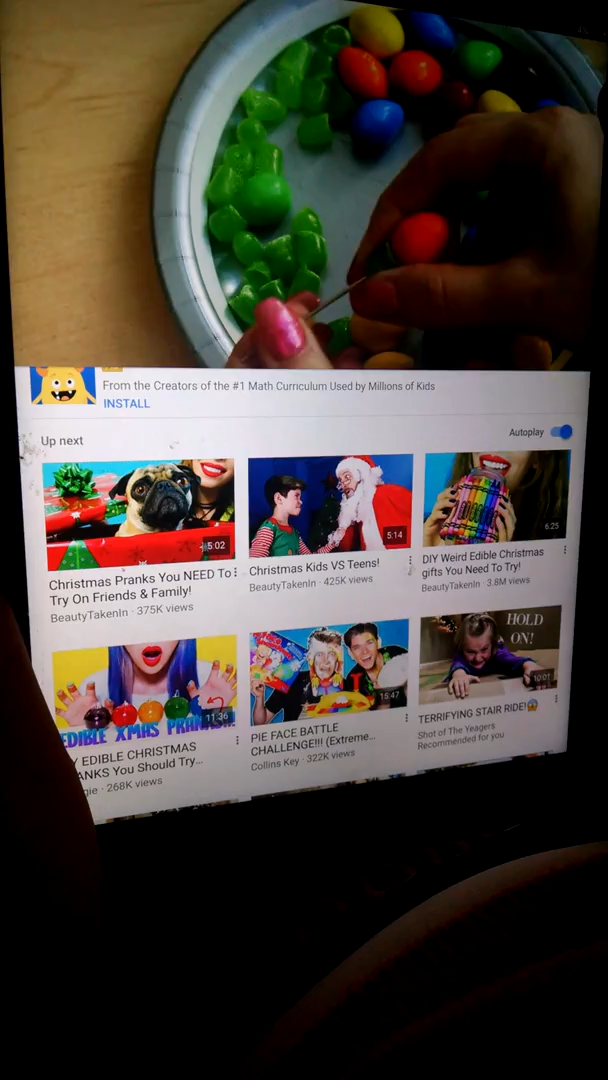 From the Creators of the #1 Math Curriculum Used by Millions of Kids
INSTALL
Up next
Autoplay
5:02
5:14
6:25
Christmas Pranks You NEED To
Try On Friends & Family!
BeautyTakenIn · 375K views
Christmas Kids VS Teens!
BeautyTakenIn · 425K views
DIY Weird Edible Christmas
gifts You Need To Try!
BeautyTakenIn · 3.8M views
EDIBLE XMAS
11:36
15:47
HOLD
ON!
10:01
Y EDIBLE CHRISTMAS
ANKS You Should Try...
gie · 268K views
PIE FACE BATTLE
CHALLENGE!!! (Extreme...
Collins Key · 322K views
TERRIFYING STAIR RIDE!😱
Shot of The Yeagers
Recommended for you